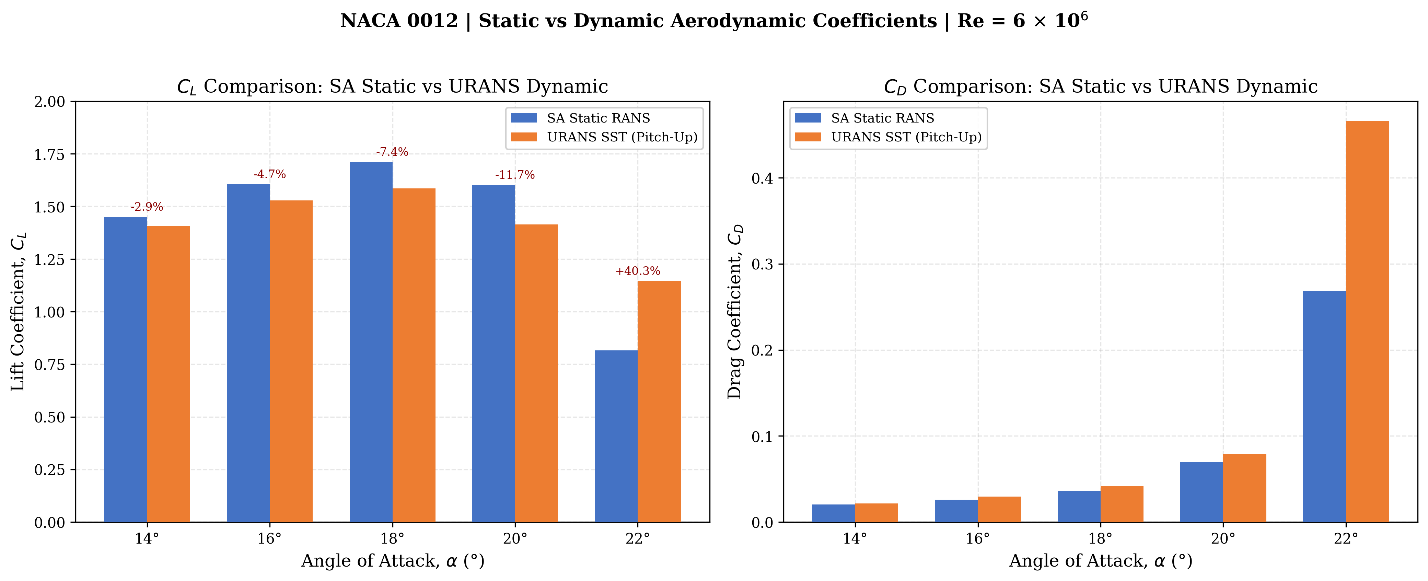 NACA 0012 | Static vs Dynamic Aerodynamic Coefficients | Re = 6 × 10⁶
C_L Comparison: SA Static vs URANS Dynamic
SA Static RANS
URANS SST (Pitch-Up)
2.00
1.75
1.50
1.25
1.00
0.75
0.50
0.25
0.00
Lift Coefficient, C_L
-2.9%
-4.7%
-7.4%
-11.7%
+40.3%
14°
16°
18°
20°
22°
Angle of Attack, α (°)
C_D Comparison: SA Static vs URANS Dynamic
SA Static RANS
URANS SST (Pitch-Up)
0.4
0.3
0.2
0.1
0.0
Drag Coefficient, C_D
14°
16°
18°
20°
22°
Angle of Attack, α (°)